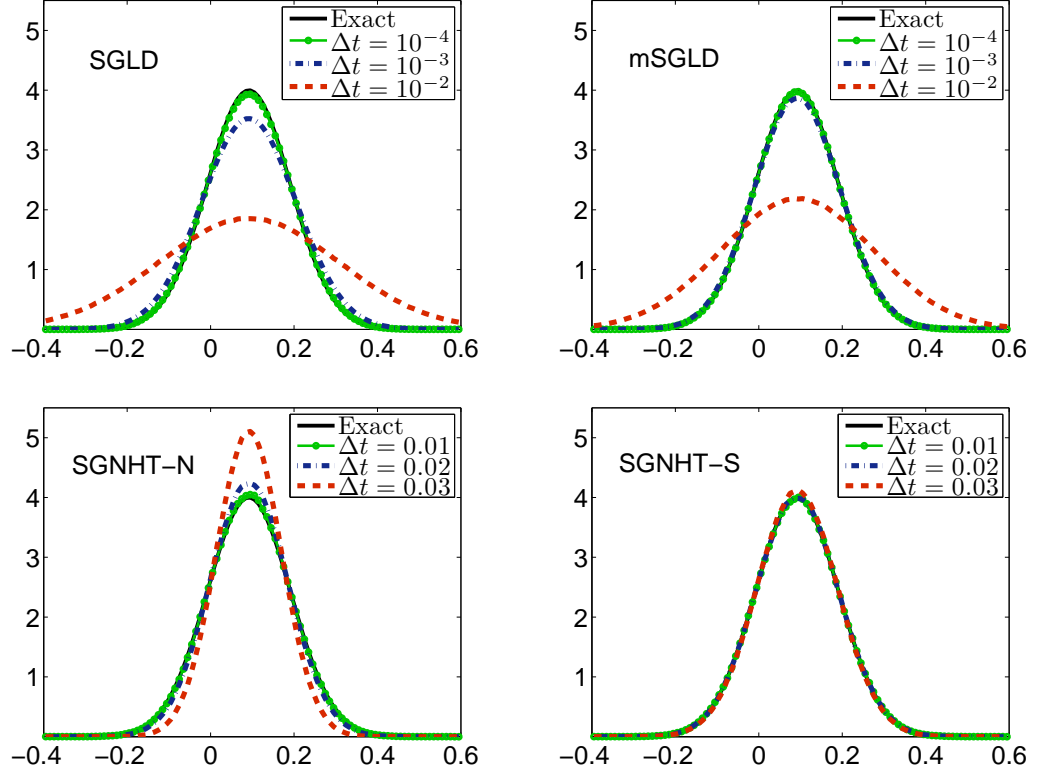 SGLD
Exact
Δt = 10⁻⁴
Δt = 10⁻³
Δt = 10⁻²
5
4
3
2
1
−0.4 −0.2 0 0.2 0.4 0.6
mSGLD
Exact
Δt = 10⁻⁴
Δt = 10⁻³
Δt = 10⁻²
5
4
3
2
1
−0.4 −0.2 0 0.2 0.4 0.6
SGNHT−N
Exact
Δt = 0.01
Δt = 0.02
Δt = 0.03
5
4
3
2
1
−0.4 −0.2 0 0.2 0.4 0.6
SGNHT−S
Exact
Δt = 0.01
Δt = 0.02
Δt = 0.03
5
4
3
2
1
−0.4 −0.2 0 0.2 0.4 0.6